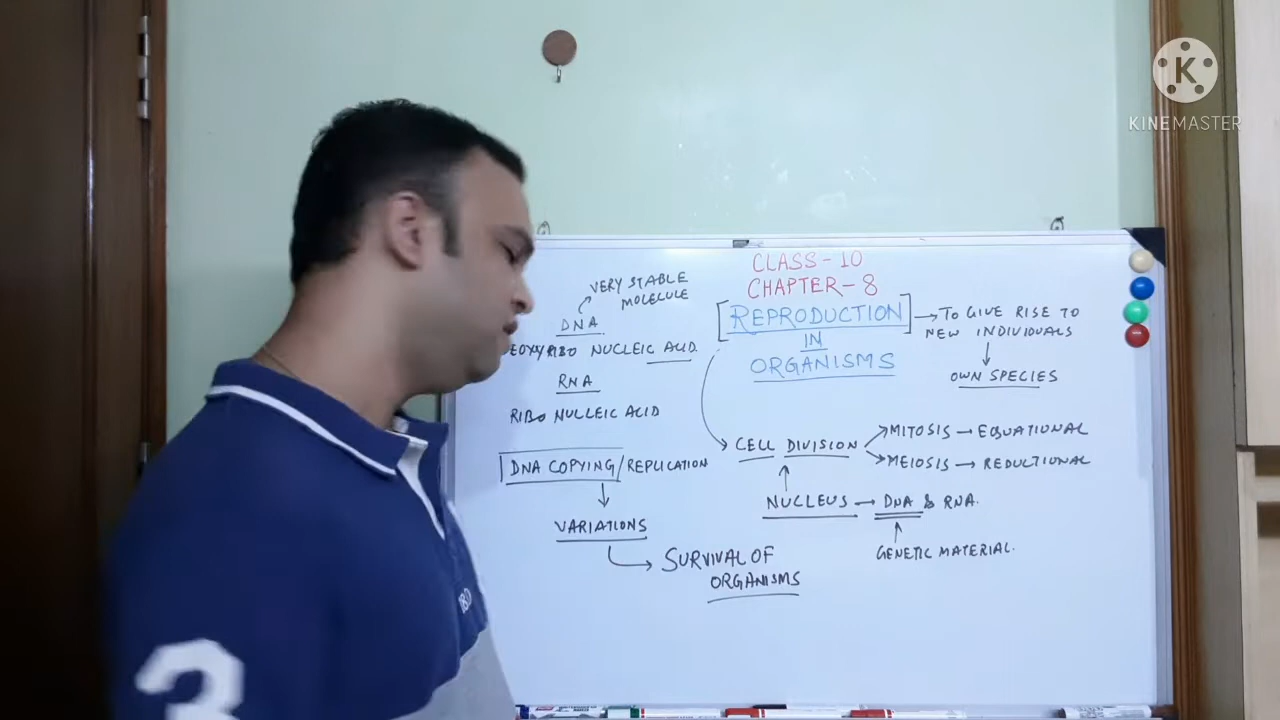 K
KINEMASTER
CLASS-10
CHAPTER-8
[REPRODUCTION]
IN
ORGANISMS
→ TO GIVE RISE TO
NEW INDIVIDUALS
OWN SPECIES
VERY STABLE
MOLECULE
DNA
EOXYRIBO NUCLEIC ACID.
RNA
RIBO NUCLEIC ACID
DNA COPYING/REPLICATION
VARIATIONS
SURVIVAL OF
ORGANISMS
CELL DIVISION
MITOSIS → EQUATIONAL
MEIOSIS → REDUCTIONAL
NUCLEUS → DNA & RNA.
GENETIC MATERIAL.
3